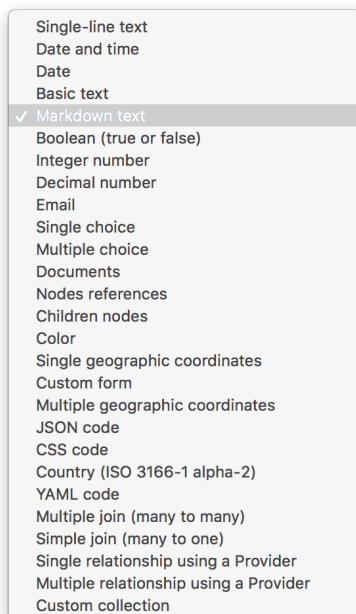 Single-line text
Date and time
Date
Basic text
✓ Markdown text
Boolean (true or false)
Integer number
Decimal number
Email
Single choice
Multiple choice
Documents
Nodes references
Children nodes
Color
Single geographic coordinates
Custom form
Multiple geographic coordinates
JSON code
CSS code
Country (ISO 3166-1 alpha-2)
YAML code
Multiple join (many to many)
Simple join (many to one)
Single relationship using a Provider
Multiple relationship using a Provider
Custom collection